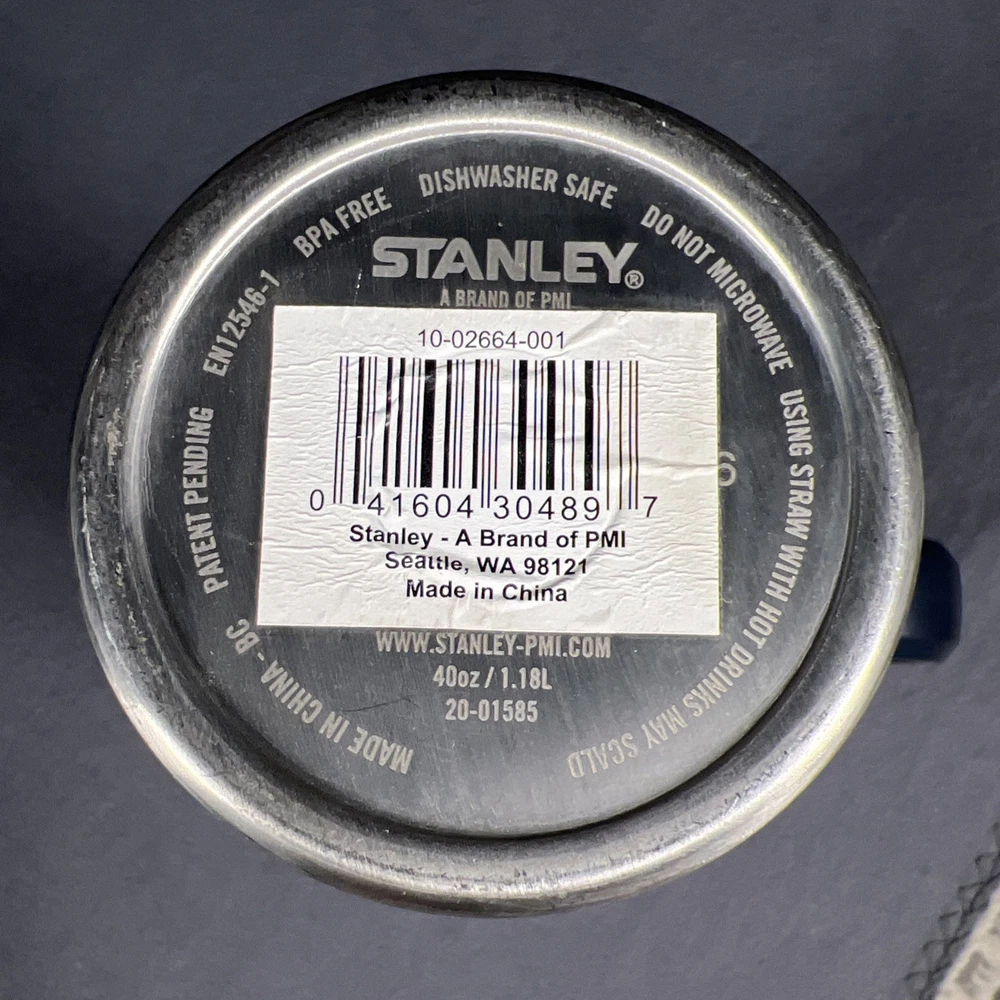 BPA FREE
DISHWASHER SAFE
DO NOT MICROWAVE
USING STRAW WITH HOT DRINKS MAY SCALD
MADE IN CHINA - BC
PATENT PENDING
EN12546-1
STANLEY®
A BRAND OF PMI
10-02664-001
0 41604 30489 7
Stanley - A Brand of PMI
Seattle, WA 98121
Made in China
6
WWW.STANLEY-PMI.COM
40oz / 1.18L
20-01585